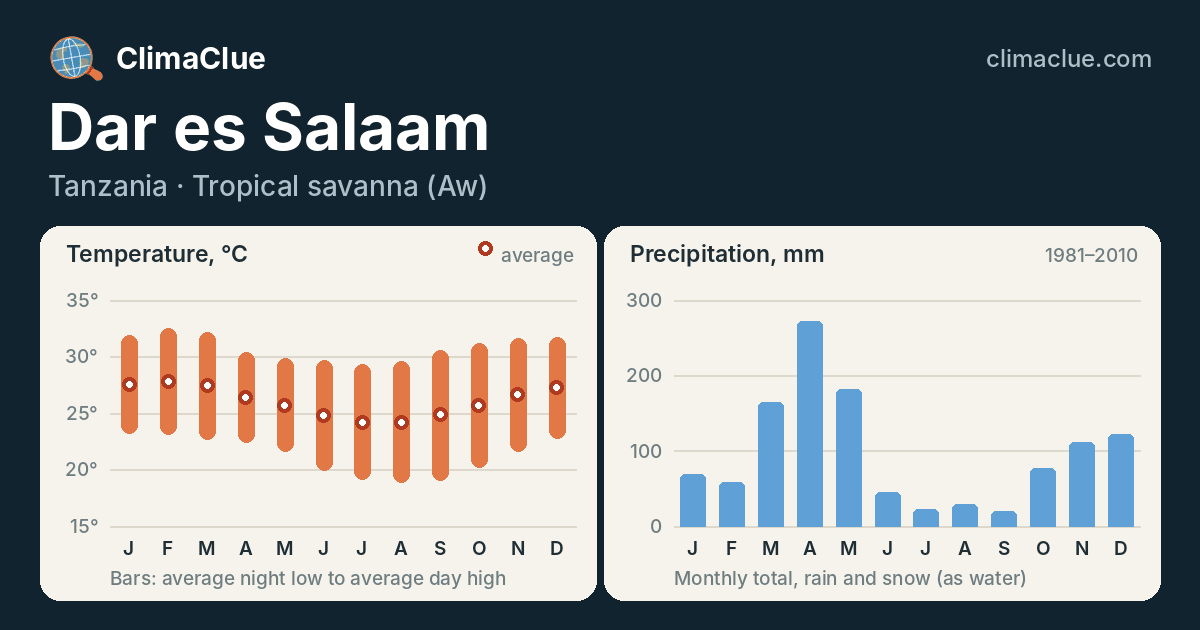 ClimaClue
climaclue.com
Dar es Salaam
Tanzania · Tropical savanna (Aw)
Temperature, °C
average
35°
30°
25°
20°
15°
J F M A M J J A S O N D
Bars: average night low to average day high
Precipitation, mm
1981–2010
300
200
100
0
J F M A M J J A S O N D
Monthly total, rain and snow (as water)